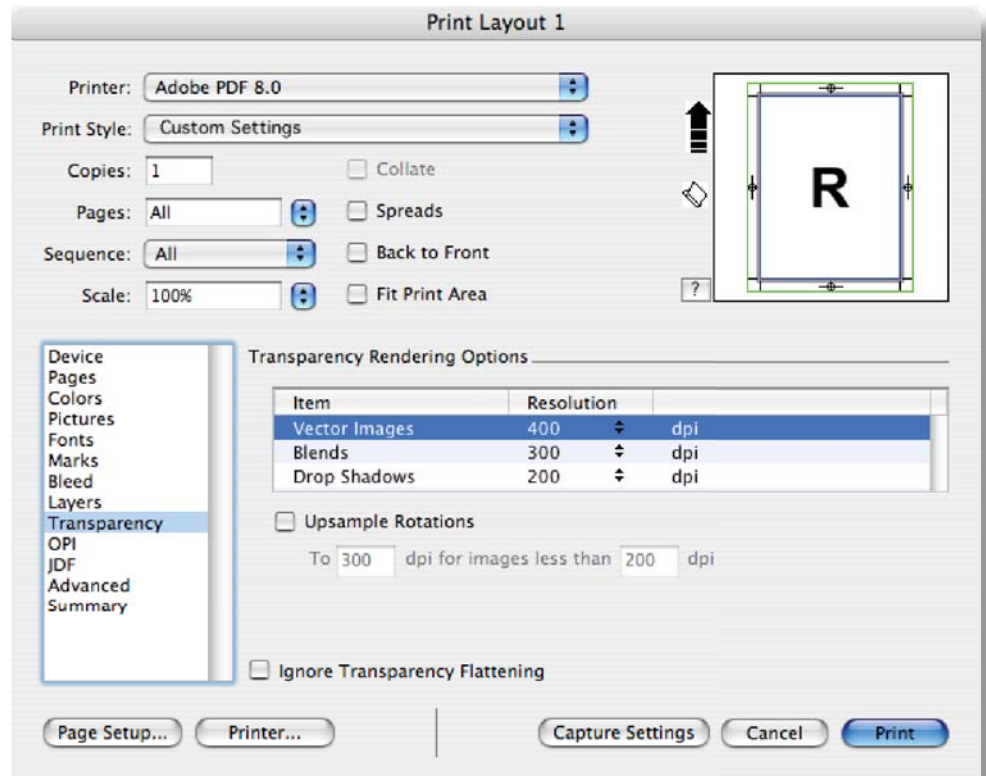 Print Layout 1
Printer: Adobe PDF 8.0
Print Style: Custom Settings
Copies: 1 Collate
Pages: All Spreads
Sequence: All Back to Front
Scale: 100% Fit Print Area
R
?
Device
Pages
Colors
Pictures
Fonts
Marks
Bleed
Layers
Transparency
OPI
JDF
Advanced
Summary
Transparency Rendering Options
Item Resolution
Vector Images 400 dpi
Blends 300 dpi
Drop Shadows 200 dpi
Upsample Rotations
To 300 dpi for images less than 200 dpi
Ignore Transparency Flattening
Page Setup... Printer... Capture Settings Cancel Print